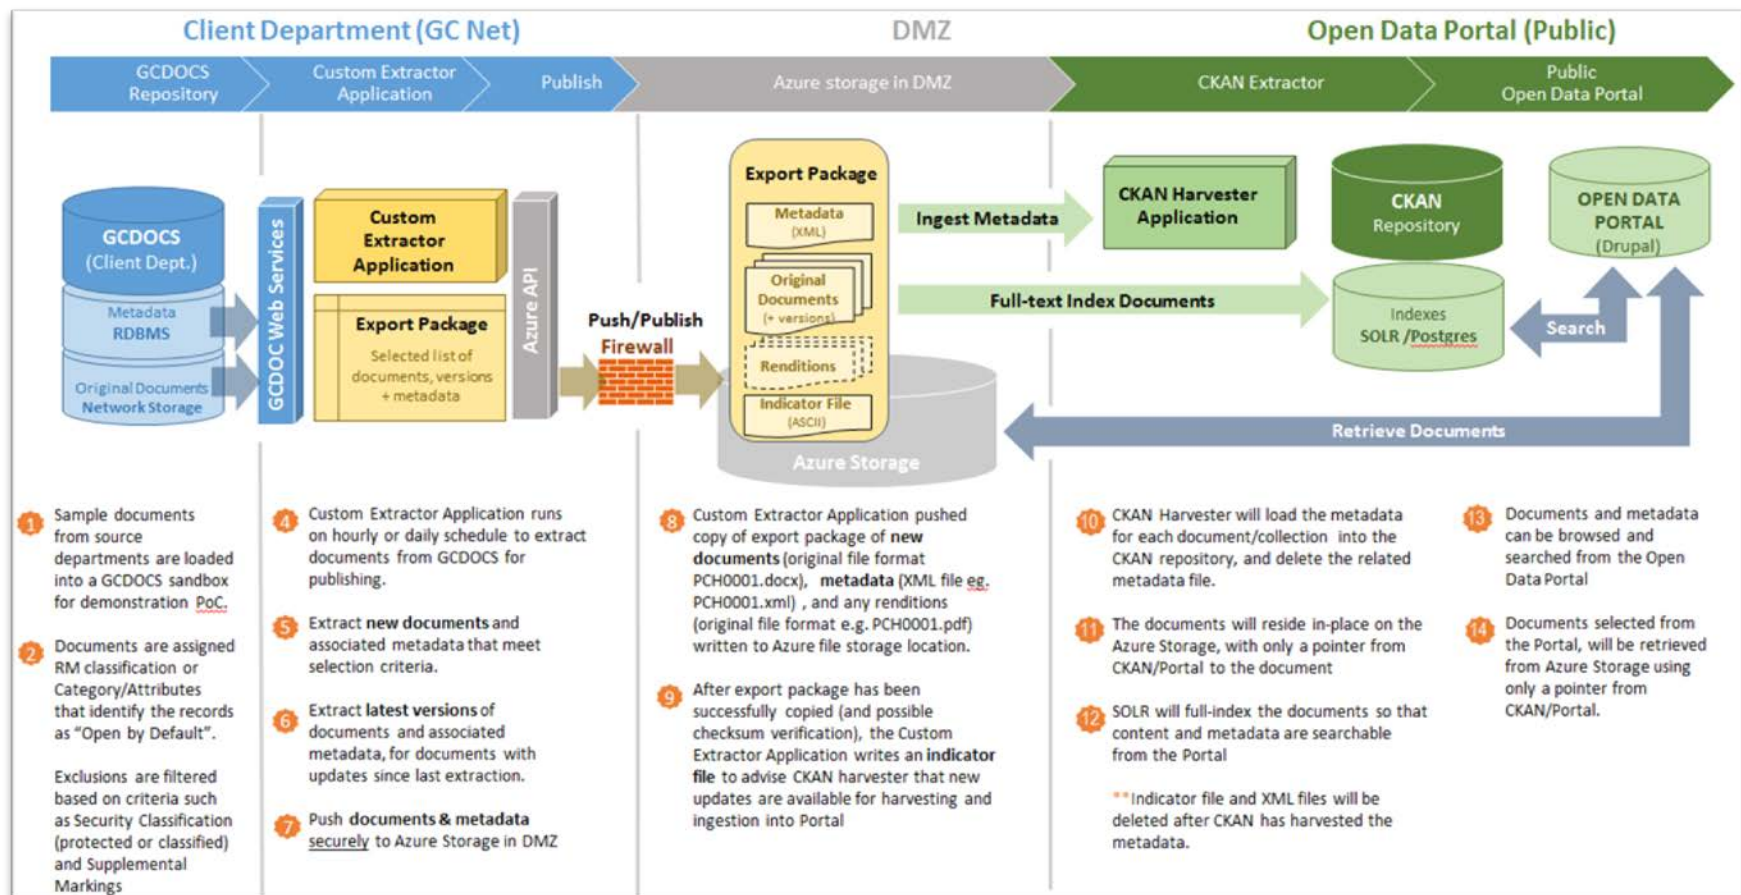 Client Department (GC Net)
DMZ
Open Data Portal (Public)
GCDOCS
Repository
Custom Extractor
Application
Publish
Azure storage in DMZ
CKAN Extractor
Public
Open Data Portal
GCDOCS
(Client Dept.)
Metadata
RDBMS
Original Documents
Network Storage
GCDOC Web Services
Custom
Extractor
Application
Export Package
Selected list of
documents, versions
+ metadata
Azure API
Push/Publish
Firewall
Export Package
Metadata
(XML)
Original
Documents
(+ versions)
Renditions
Indicator File
(ASCII)
Azure Storage
Ingest Metadata
Full-text Index Documents
CKAN Harvester
Application
CKAN
Repository
Indexes
SOLR /Postgres
OPEN DATA
PORTAL
(Drupal)
Search
Retrieve Documents
1 Sample documents
from source
departments are loaded
into a GCDOCS sandbox
for demonstration PoC.
2 Documents are assigned
RM classification or
Category/Attributes
that identify the records
as “Open by Default”.
Exclusions are filtered
based on criteria such
as Security Classification
(protected or classified)
and Supplemental
Markings
4 Custom Extractor Application runs
on hourly or daily schedule to extract
documents from GCDOCS for
publishing.
5 Extract new documents and
associated metadata that meet
selection criteria.
6 Extract latest versions of
documents and associated
metadata, for documents with
updates since last extraction.
7 Push documents & metadata
securely to Azure Storage in DMZ
8 Custom Extractor Application pushed
copy of export package of new
documents (original file format
PCH0001.docx), metadata (XML file eg.
PCH0001.xml) , and any renditions
(original file format e.g. PCH0001.pdf)
written to Azure file storage location.
9 After export package has been
successfully copied (and possible
checksum verification), the Custom
Extractor Application writes an indicator
file to advise CKAN harvester that new
updates are available for harvesting and
ingestion into Portal
10 CKAN Harvester will load the metadata
for each document/collection into the
CKAN repository, and delete the related
metadata file.
11 The documents will reside in-place on the
Azure Storage, with only a pointer from
CKAN/Portal to the document
12 SOLR will full-index the documents so that
content and metadata are searchable
from the Portal
**Indicator file and XML files will be
deleted after CKAN has harvested the
metadata.
13 Documents and metadata
can be browsed and
searched from the Open
Data Portal
14 Documents selected from
the Portal, will be retrieved
from Azure Storage using
only a pointer from
CKAN/Portal.